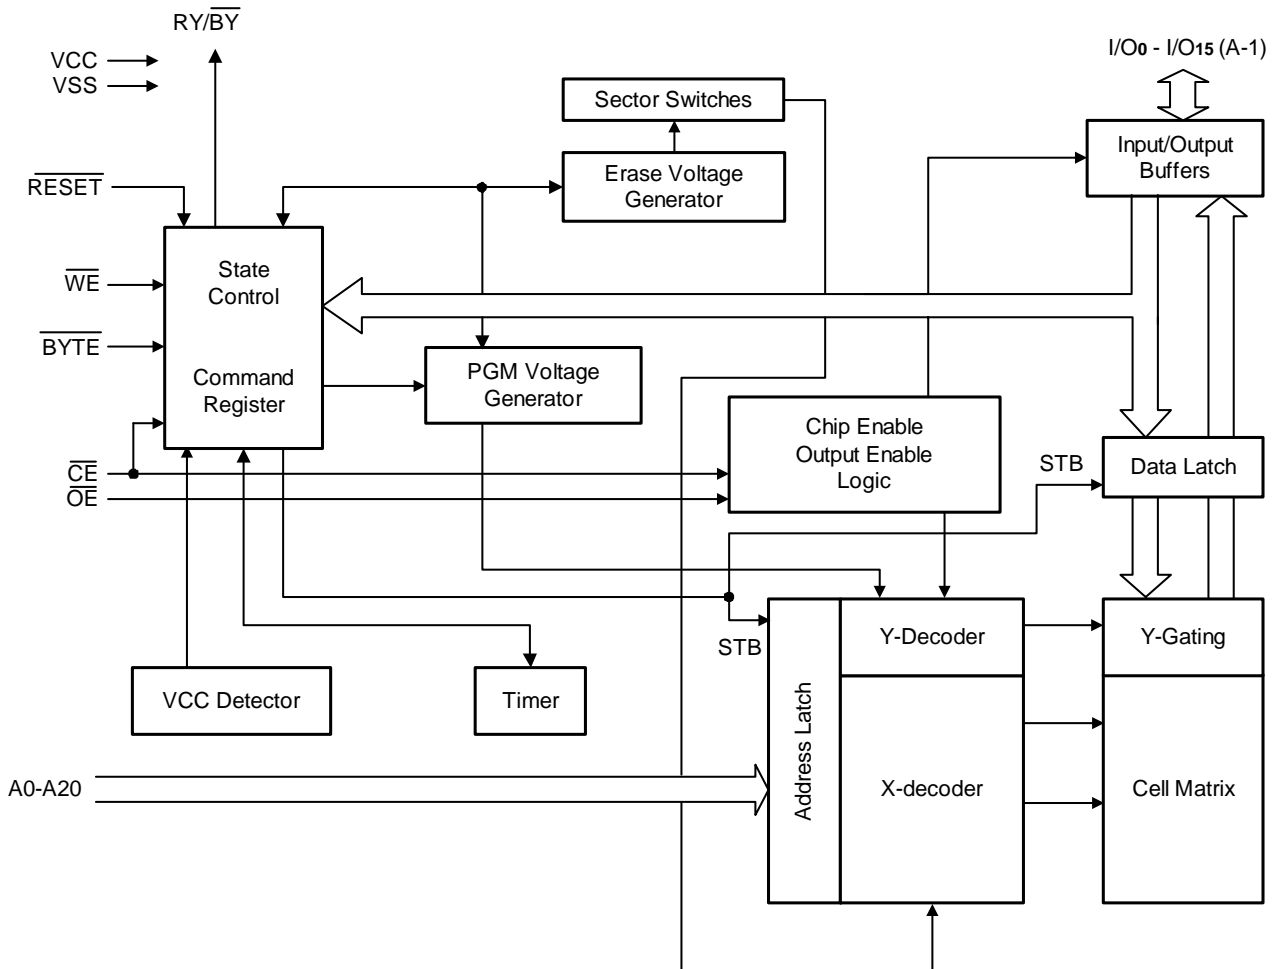 RY/BY
VCC
VSS
I/O0 - I/O15 (A-1)
Sector Switches
Input/Output
Buffers
Erase Voltage
Generator
RESET
State
Control
WE
BYTE
Command
Register
PGM Voltage
Generator
Chip Enable
Output Enable
Logic
CE
OE
STB
Data Latch
STB
Y-Decoder
Y-Gating
VCC Detector
Timer
Address Latch
A0-A20
X-decoder
Cell Matrix